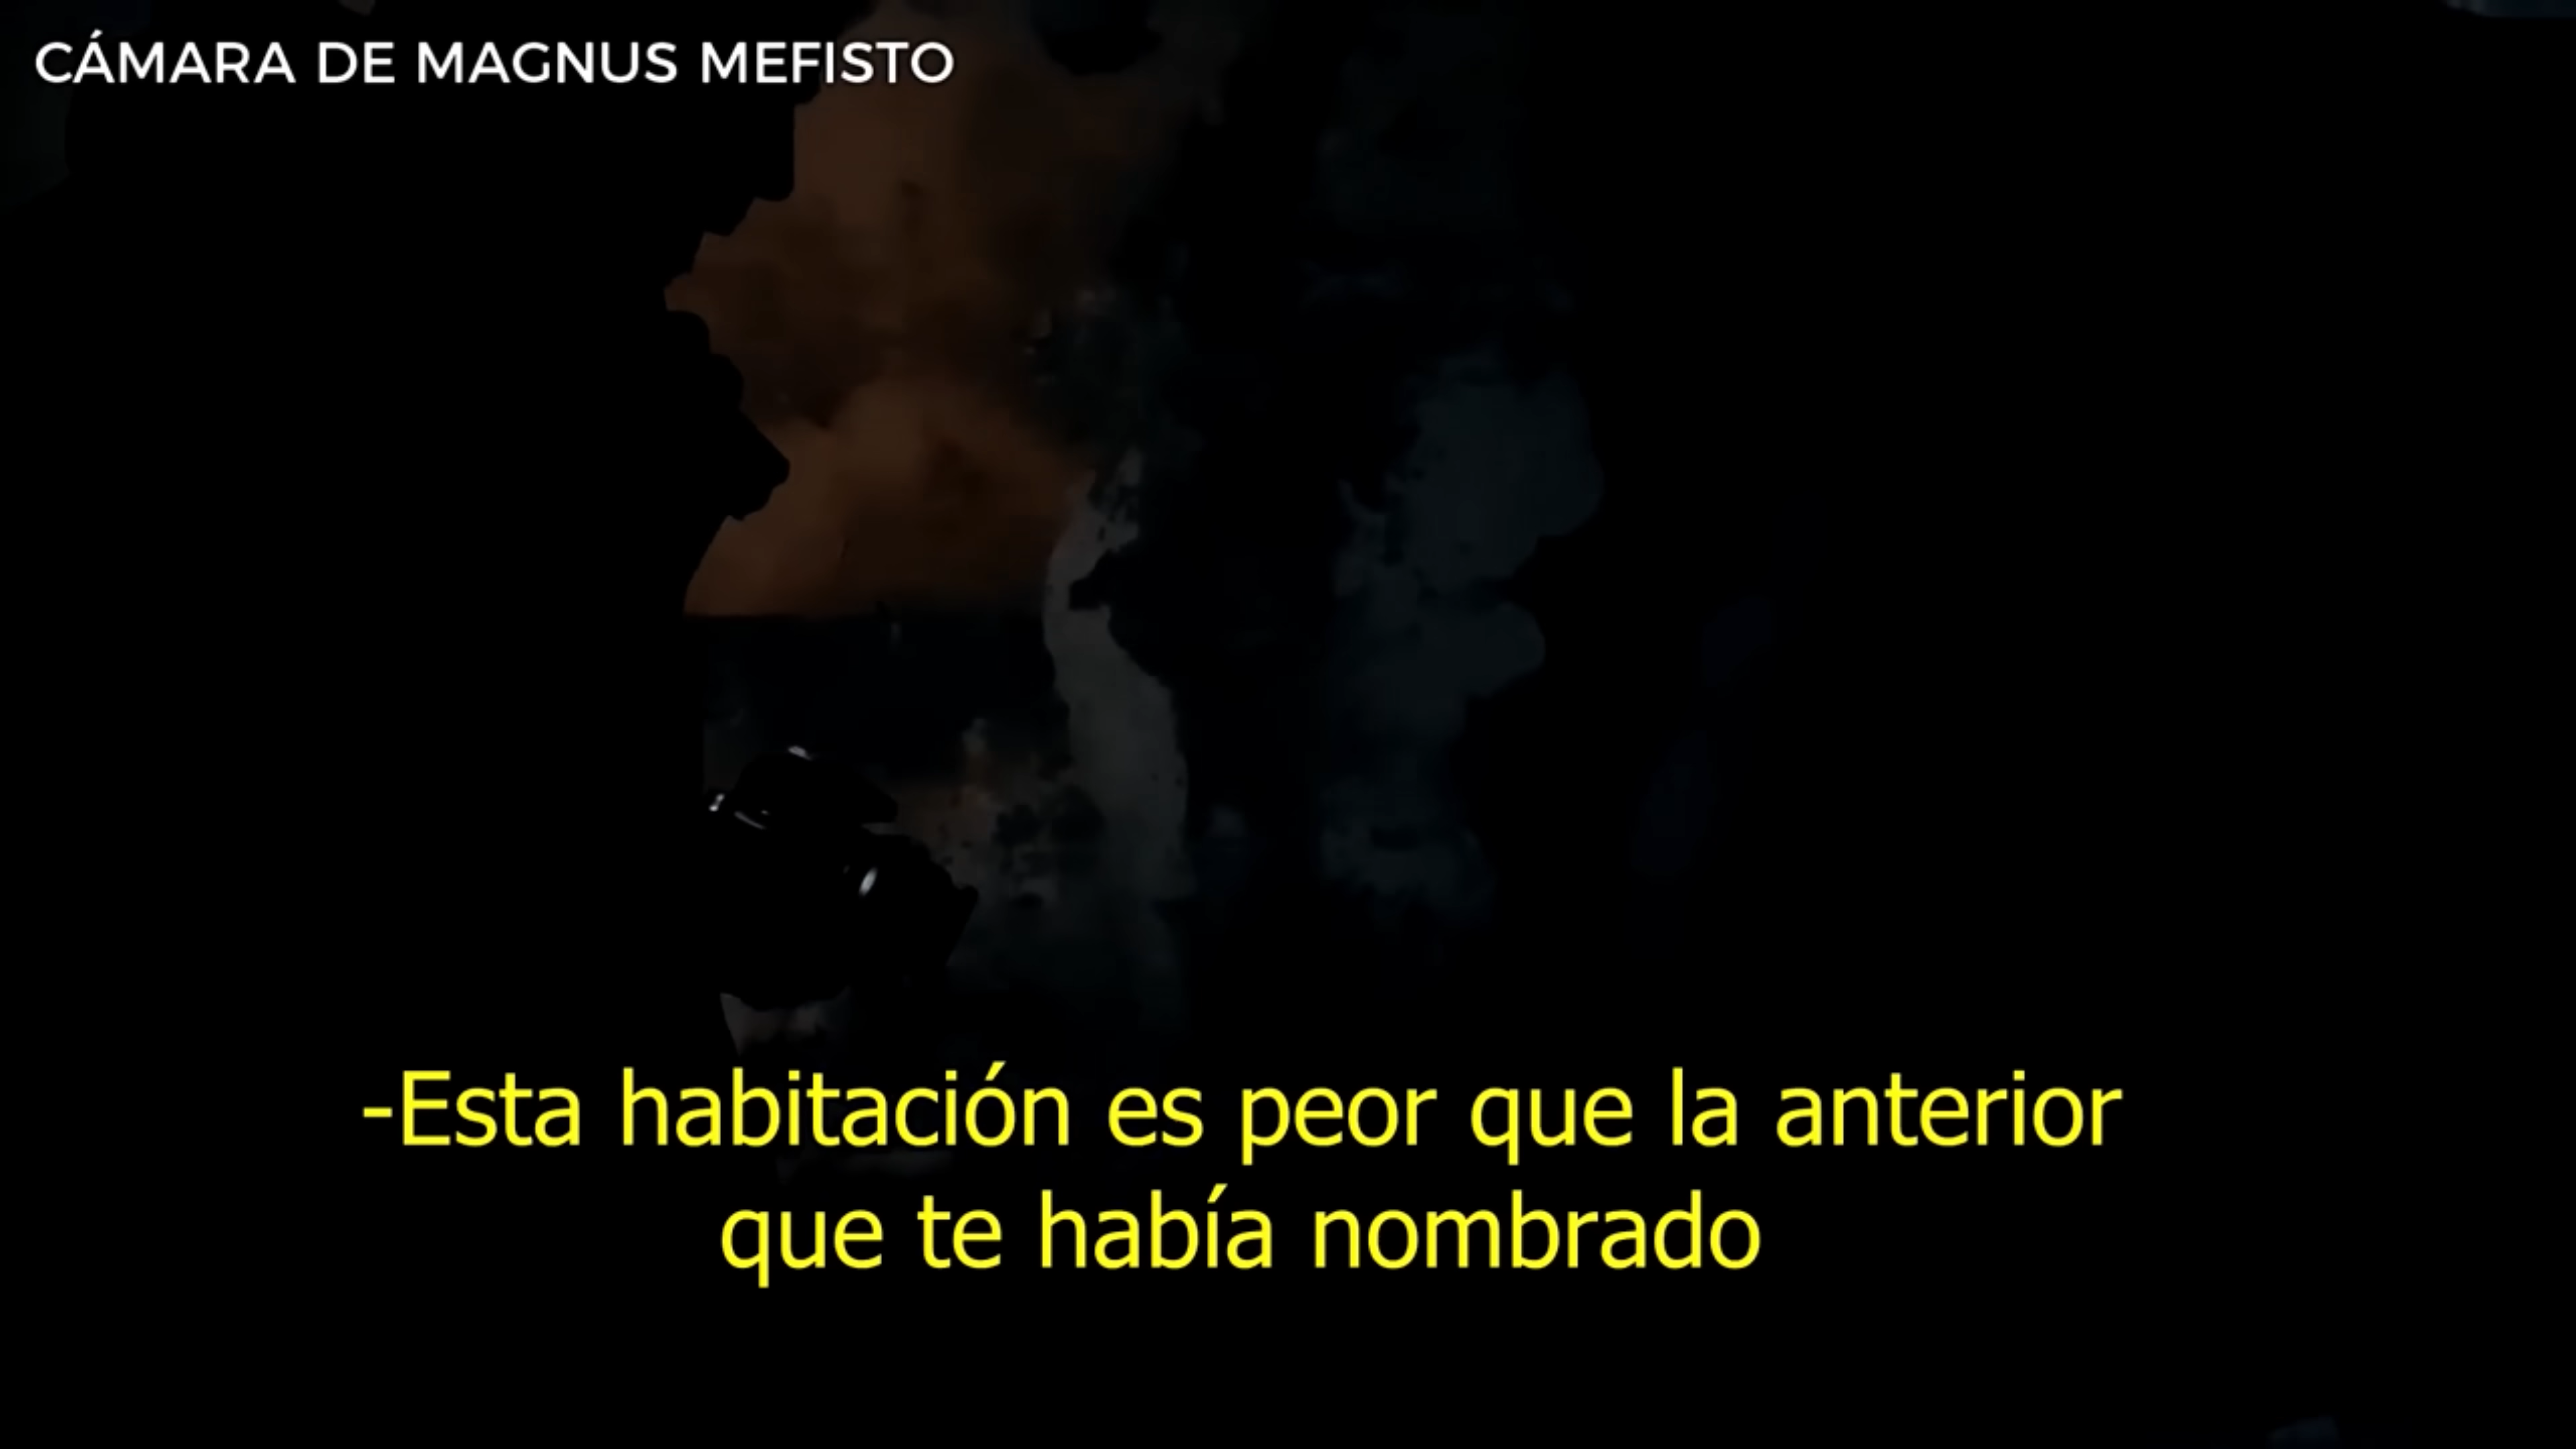 CÁMARA DE MAGNUS MEFISTO
-Esta habitación es peor que la anterior
que te había nombrado